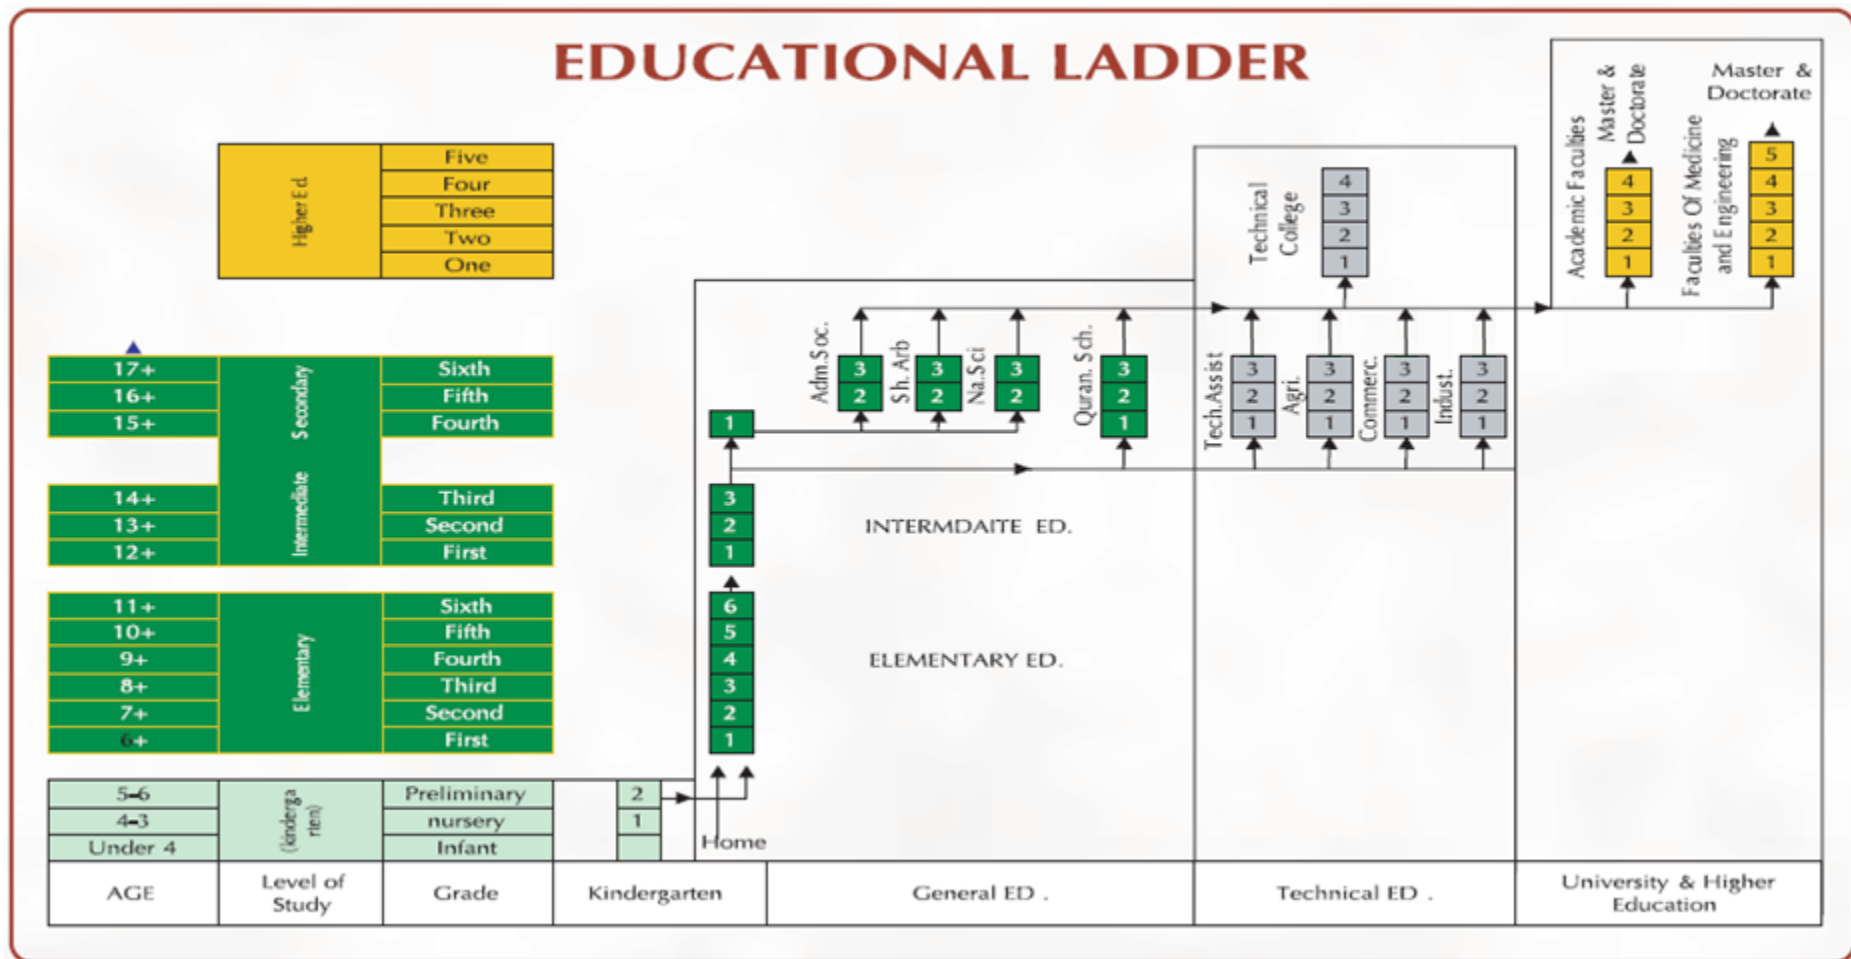 EDUCATIONAL LADDER
Higher Ed.
Five
Four
Three
Two
One
17+
16+
15+
Secondary
Sixth
Fifth
Fourth
14+
13+
12+
Intermediate
Third
Second
First
11+
10+
9+
8+
7+
6+
Elementary
Sixth
Fifth
Fourth
Third
Second
First
5-6
4-3
Under 4
(kinderga
rten)
Preliminary
nursery
Infant
2
1
Home
6
5
4
3
2
1
ELEMENTARY ED.
3
2
1
INTERMDAITE ED.
1
Adm.Soc.
3
2
Sh. Arb
3
2
Na.Sci
3
2
Quran. Sch.
3
2
1
Tech.Assist
3
2
1
Agri.
3
2
1
Commerc.
3
2
1
Indust.
3
2
1
Technical
College
4
3
2
1
Academic Faculties
Master &
Doctorate
4
3
2
1
Faculties Of Medicine
and Engineering
Master &
Doctorate
5
4
3
2
1
AGE
Level of
Study
Grade
Kindergarten
General ED .
Technical ED .
University & Higher
Education